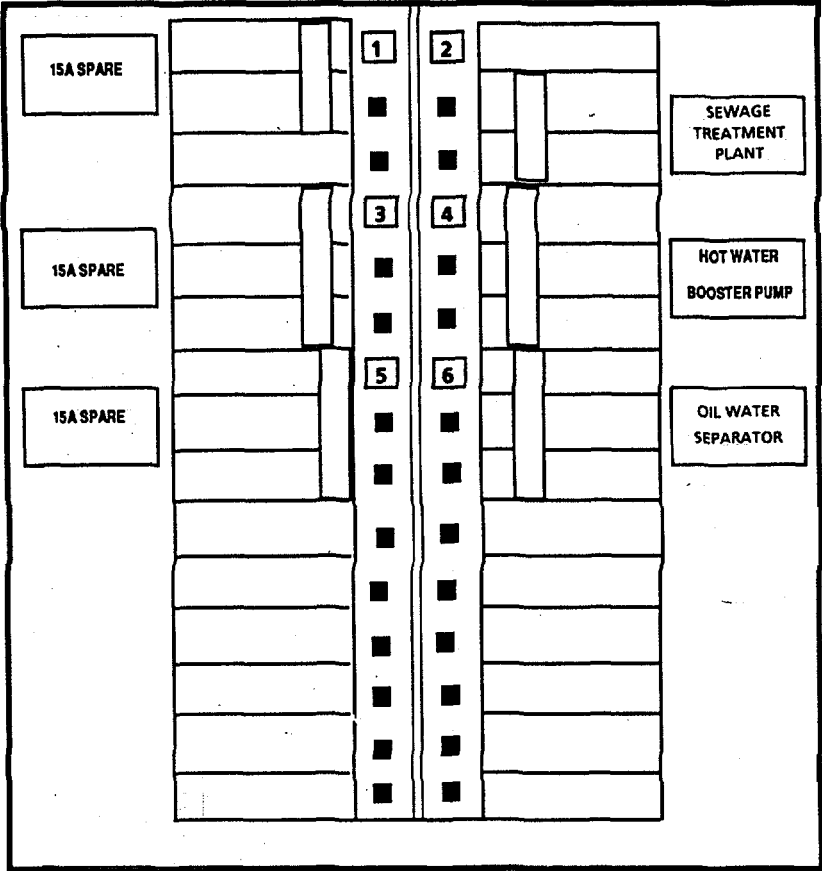 15A SPARE
1
2
SEWAGE
TREATMENT
PLANT
3
4
15A SPARE
HOT WATER
BOOSTER PUMP
5
6
15A SPARE
OIL WATER
SEPARATOR